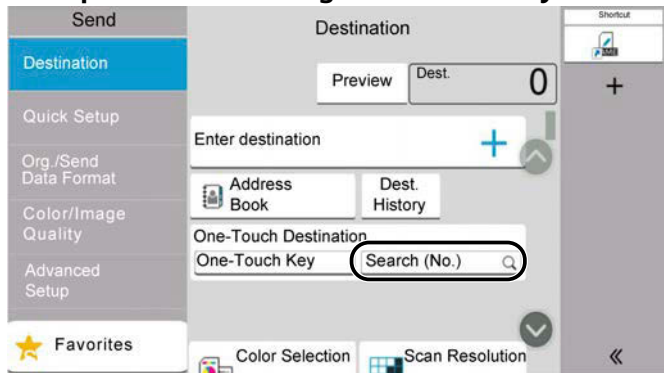 Send
Destination
Shortcut
Destination
Preview
Dest.
0
+
Quick Setup
Enter destination
+
Org./Send
Data Format
Address
Book
Dest.
History
Color/Image
Quality
One-Touch Destination
One-Touch Key
Search (No.)
Advanced
Setup
Favorites
Color Selection
Scan Resolution
«